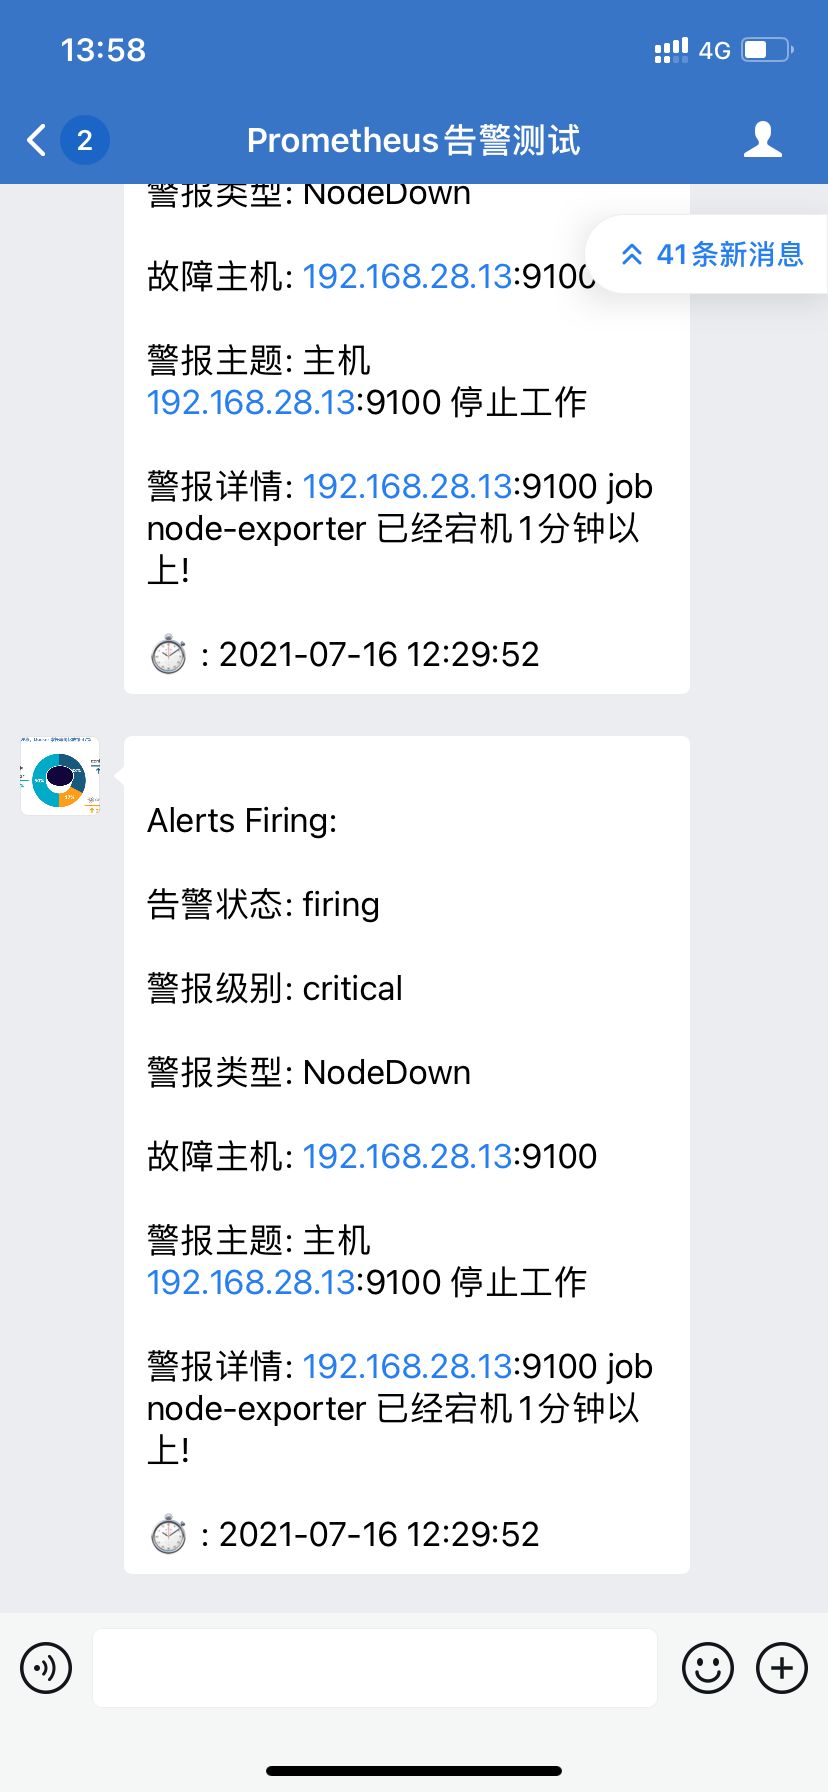 13:58
4G
2
Prometheus告警测试
警报类型: NodeDown
41条新消息
故障主机: 192.168.28.13:9100
警报主题: 主机
192.168.28.13:9100 停止工作
警报详情: 192.168.28.13:9100 job
node-exporter 已经宕机1分钟以
上!
: 2021-07-16 12:29:52
Alerts Firing:
告警状态: firing
警报级别: critical
警报类型: NodeDown
故障主机: 192.168.28.13:9100
警报主题: 主机
192.168.28.13:9100 停止工作
警报详情: 192.168.28.13:9100 job
node-exporter 已经宕机1分钟以
上!
: 2021-07-16 12:29:52